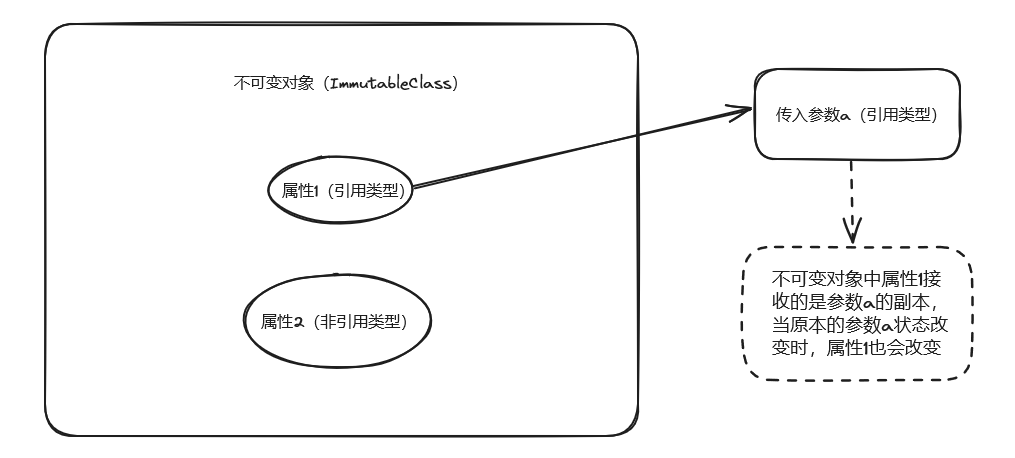 不可变对象（ImmutableClass）
传入参数a（引用类型）
属性1（引用类型）
属性2（非引用类型）
不可变对象中属性1接
收的是参数a的副本，
当原本的参数a状态改
变时，属性1也会改变